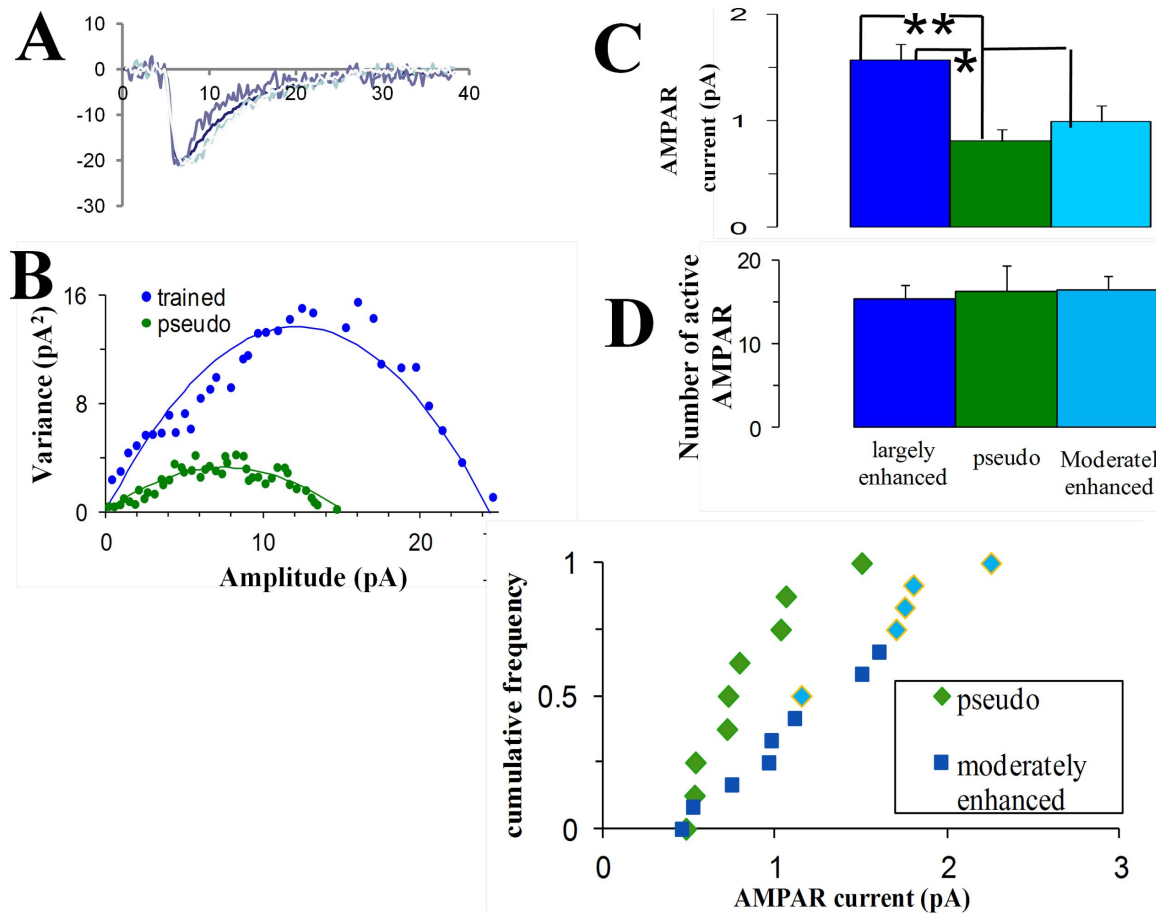 A
10
0
0
10
20
30
40
-10
-20
-30
B
Variance (pA²)
16
8
0
trained
pseudo
0
10
20
Amplitude (pA)
C
AMPAR
current (pA)
2
1
0
**
*
D
Number of active
AMPAR
20
10
0
largely
enhanced
pseudo
Moderatel
enhanced
cumulative frequency
1
0.5
0
0
1
2
3
AMPAR current (pA)
pseudo
moderately
enhanced